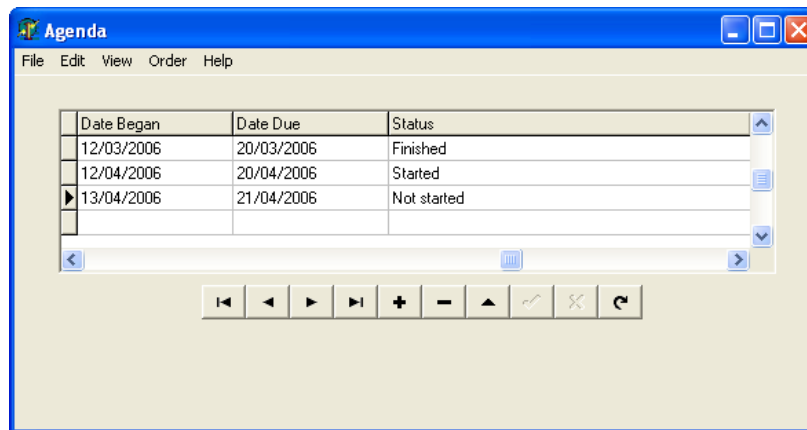 Agenda
File Edit View Order Help
Date Began Date Due Status
12/03/2006 20/03/2006 Finished
12/04/2006 20/04/2006 Started
13/04/2006 21/04/2006 Not started